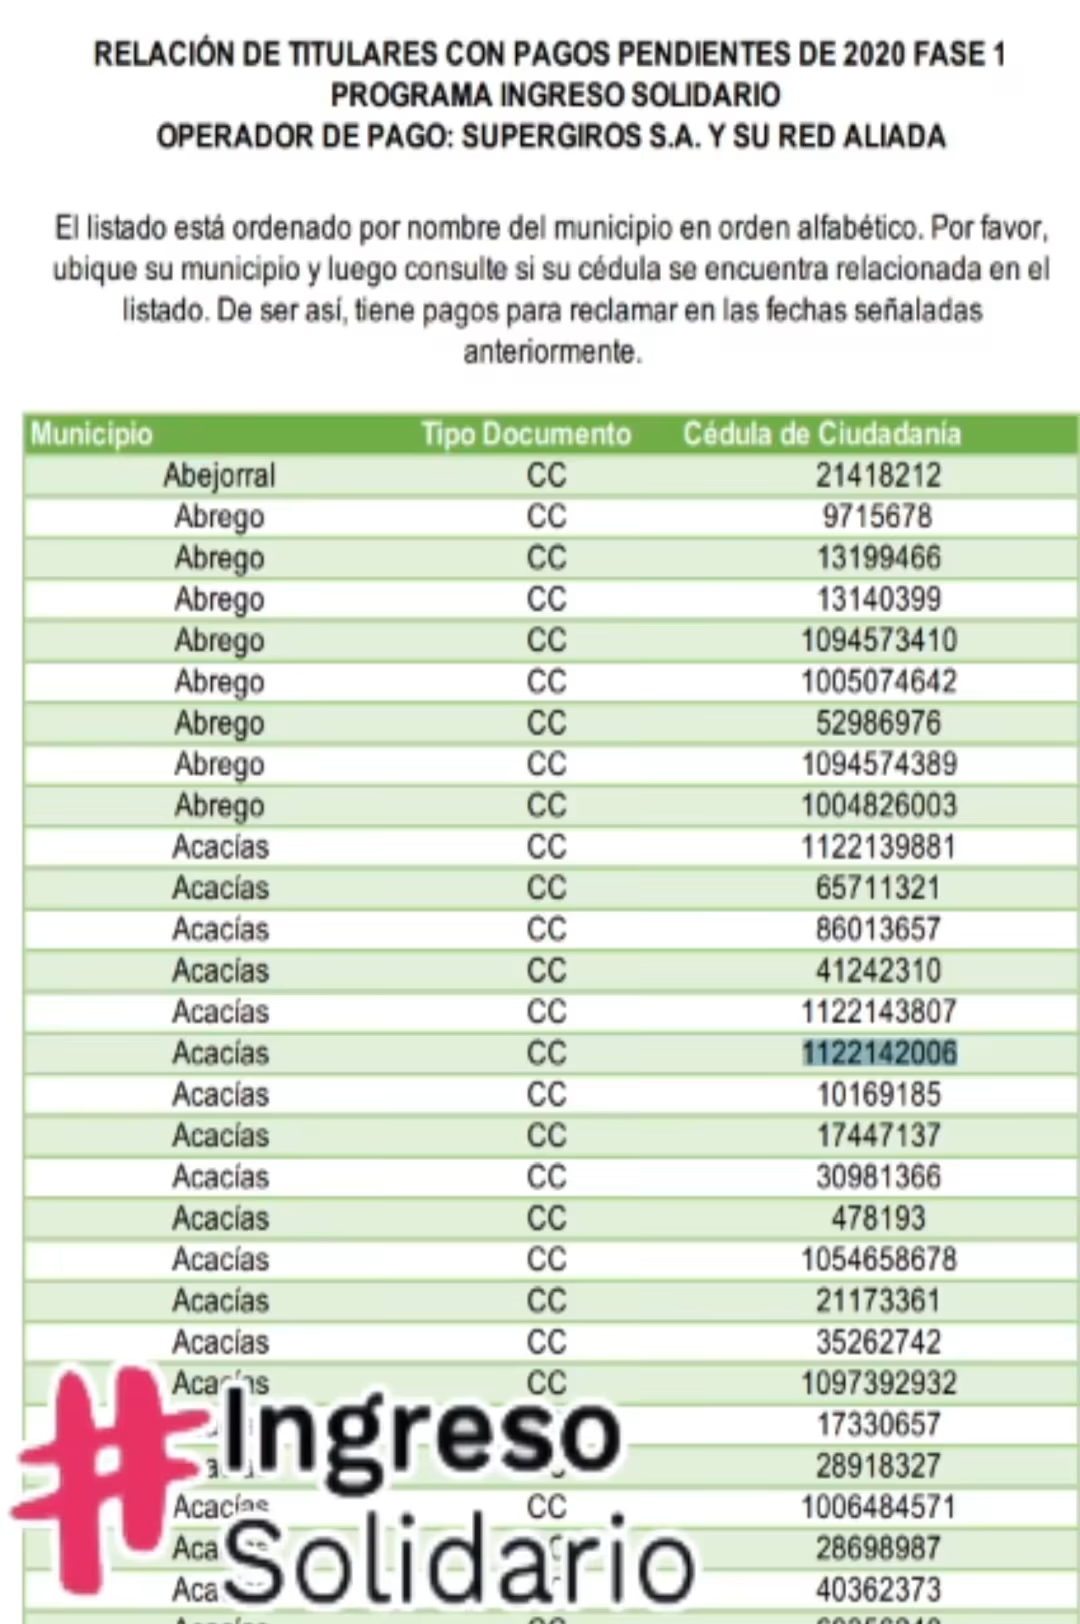 RELACIÓN DE TITULARES CON PAGOS PENDIENTES DE 2020 FASE 1
PROGRAMA INGRESO SOLIDARIO
OPERADOR DE PAGO: SUPERGIROS S.A. Y SU RED ALIADA
El listado está ordenado por nombre del municipio en orden alfabético. Por favor,
ubique su municipio y luego consulte si su cédula se encuentra relacionada en el
listado. De ser así, tiene pagos para reclamar en las fechas señaladas
anteriormente.
Municipio Tipo Documento Cédula de Ciudadanía
Abejorral CC 21418212
Abrego CC 9715678
Abrego CC 13199466
Abrego CC 13140399
Abrego CC 1094573410
Abrego CC 1005074642
Abrego CC 52986976
Abrego CC 1094574389
Abrego CC 1004826003
Acacías CC 1122139881
Acacías CC 65711321
Acacías CC 86013657
Acacías CC 41242310
Acacías CC 1122143807
Acacías CC 1122142006
Acacías CC 10169185
Acacías CC 17447137
Acacías CC 30981366
Acacías CC 478193
Acacías CC 1054658678
Acacías CC 21173361
Acacías CC 35262742
Acacías CC 1097392932
17330657
28918327
Acacías CC 1006484571
28698987
40362373
#Ingreso
Solidario